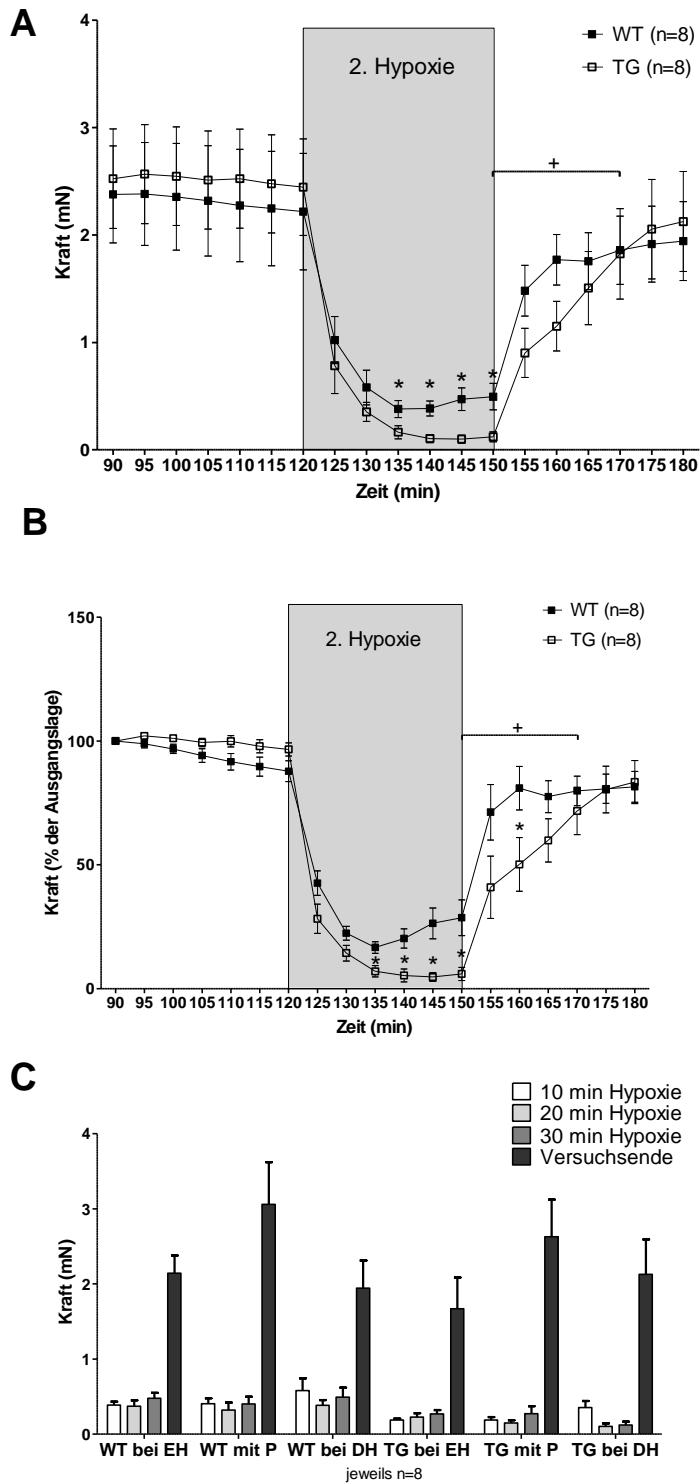 A
4
3
2
1
0
Kraft (mN)
2. Hypoxie
WT (n=8)
TG (n=8)
+
* * * *
90 95 100 105 110 115 120 125 130 135 140 145 150 155 160 165 170 175 180
Zeit (min)
B
150
100
50
0
Kraft (% der Ausgangslage)
2. Hypoxie
WT (n=8)
TG (n=8)
+
*
* * * *
90 95 100 105 110 115 120 125 130 135 140 145 150 155 160 165 170 175 180
Zeit (min)
C
10 min Hypoxie
20 min Hypoxie
30 min Hypoxie
Versuchsende
4
3
2
1
0
Kraft (mN)
WT bei EH WT mit P WT bei DH TG bei EH TG mit P TG bei DH
jeweils n=8